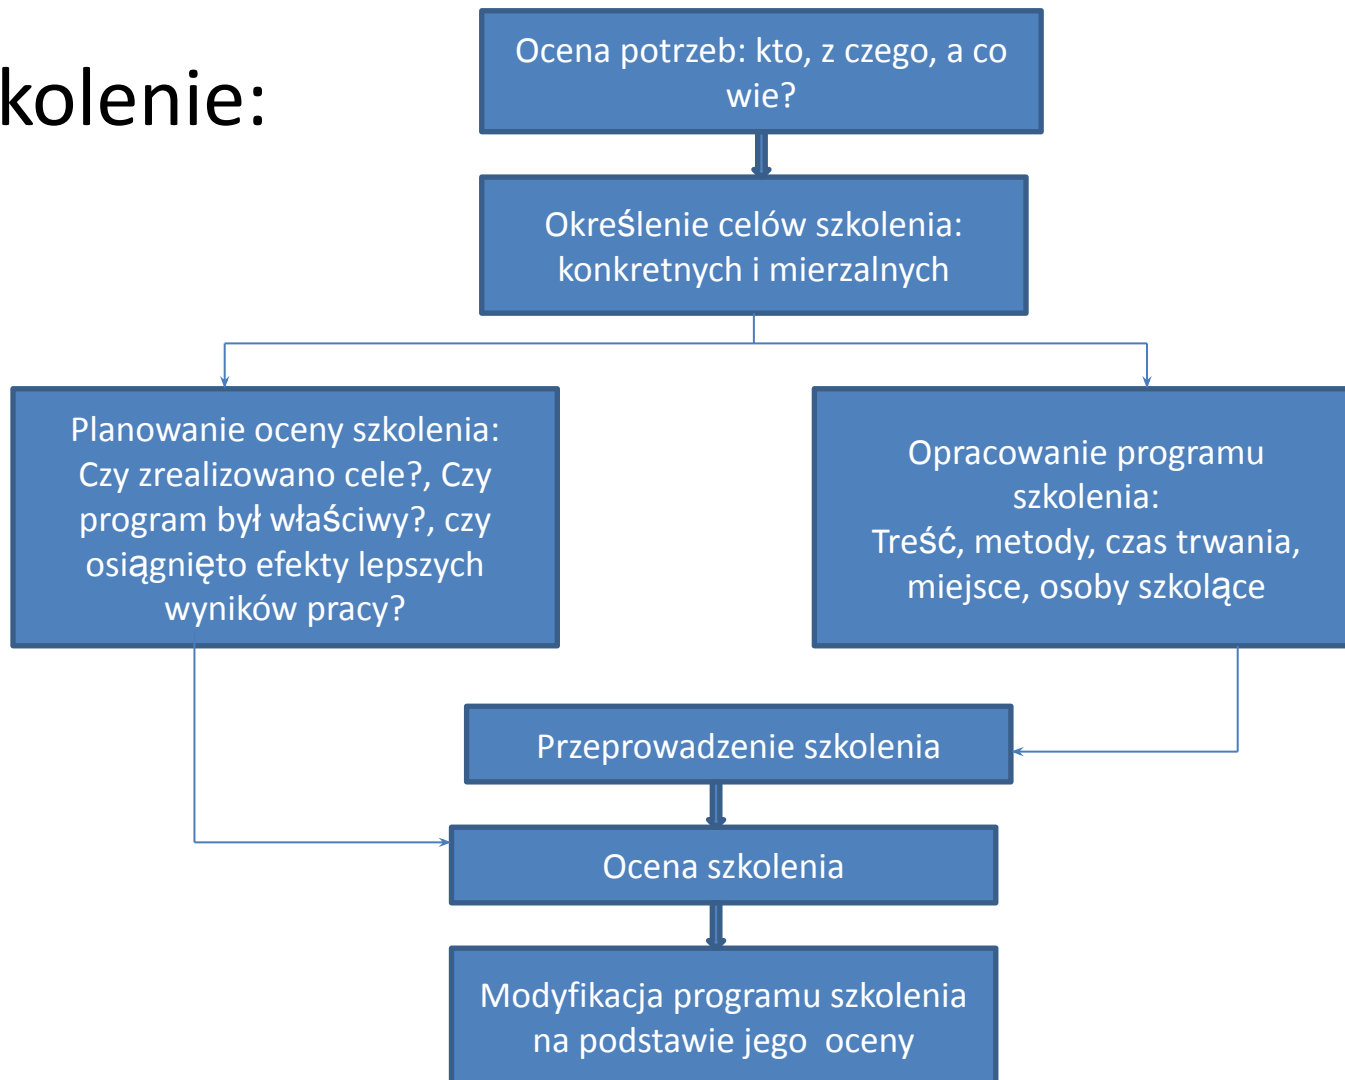 kolenie:
Ocena potrzeb: kto, z czego, a co
wie?
Określenie celów szkolenia:
konkretnych i mierzalnych
Planowanie oceny szkolenia:
Czy zrealizowano cele?, Czy
program był właściwy?, czy
osiągnięto efekty lepszych
wyników pracy?
Opracowanie programu
szkolenia:
Treść, metody, czas trwania,
miejsce, osoby szkolące
Przeprowadzenie szkolenia
Ocena szkolenia
Modyfikacja programu szkolenia
na podstawie jego  oceny